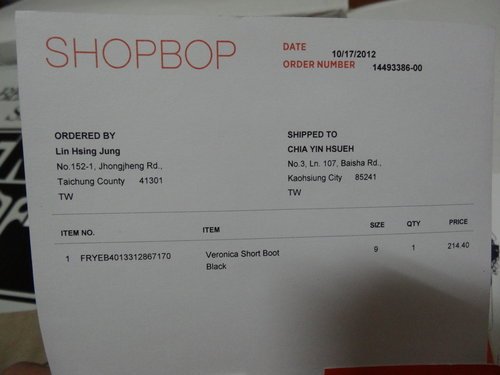 SHOPBOP
DATE 10/17/2012
ORDER NUMBER 14493386-00
ORDERED BY
Lin Hsing Jung
No.152-1, Jhongjheng Rd.,
Taichung County 41301
TW
SHIPPED TO
CHIA YIN HSUEH
No.3, Ln. 107, Baisha Rd.,
Kaohsiung City 85241
TW
ITEM NO. ITEM SIZE QTY PRICE
1 FRYEB4013312867170 Veronica Short Boot 9 1 214.40
Black